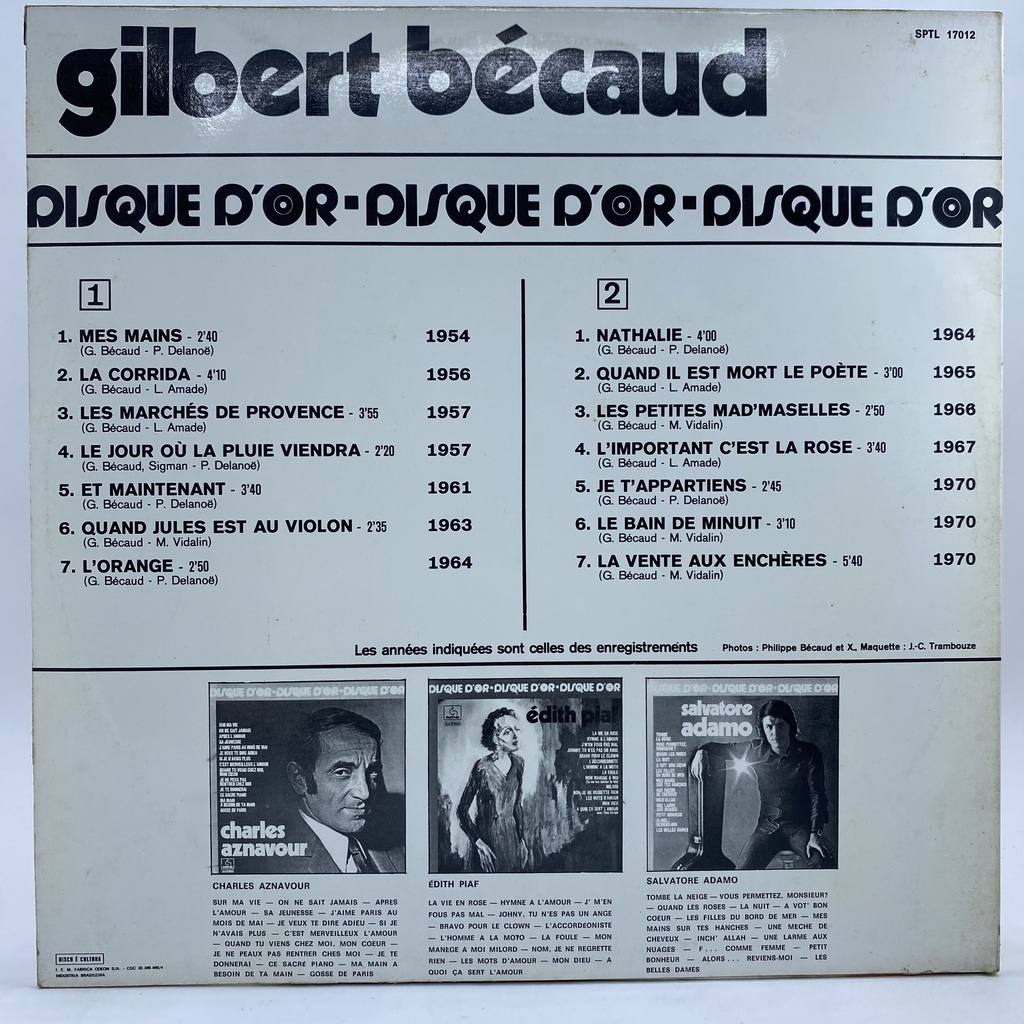 gilbert bécaud
SPTL 17012
DISQUE D'OR ▪ DISQUE D'OR ▪ DISQUE D'OR
1
1. MES MAINS - 2'40 1954
(G. Bécaud - P. Delanoë)
2. LA CORRIDA - 4'10 1956
(G. Bécaud - L. Amade)
3. LES MARCHÉS DE PROVENCE - 3'55 1957
(G. Bécaud - L. Amade)
4. LE JOUR OÙ LA PLUIE VIENDRA - 2'20 1957
(G. Bécaud, Sigman - P. Delanoë)
5. ET MAINTENANT - 3'40 1961
(G. Bécaud - P. Delanoë)
6. QUAND JULES EST AU VIOLON - 2'35 1963
(G. Bécaud - M. Vidalin)
7. L'ORANGE - 2'50 1964
(G. Bécaud - P. Delanoë)
2
1. NATHALIE - 4'00 1964
(G. Bécaud - P. Delanoë)
2. QUAND IL EST MORT LE POÈTE - 3'00 1965
(G. Bécaud - L. Amade)
3. LES PETITES MAD'MASELLES - 2'50 1966
(G. Bécaud - M. Vidalin)
4. L'IMPORTANT C'EST LA ROSE - 3'40 1967
(G. Bécaud - L. Amade)
5. JE T'APPARTIENS - 2'45 1970
(G. Bécaud - P. Delanoë)
6. LE BAIN DE MINUIT - 3'10 1970
(G. Bécaud - M. Vidalin)
7. LA VENTE AUX ENCHÈRES - 5'40 1970
(G. Bécaud - M. Vidalin)
Les années indiquées sont celles des enregistrements
Photos : Philippe Bécaud et X., Maquette : J.-C. Trambouze
DISQUE D'OR ▪ DISQUE D'OR ▪ DISQUE D'OR
charles
aznavour
CHARLES AZNAVOUR
SUR MA VIE — ON NE SAIT JAMAIS — APRES
L'AMOUR — SA JEUNESSE — J'AIME PARIS AU
MOIS DE MAI — JE VEUX TE DIRE ADIEU — SI JE
N'AVAIS PLUS — C'EST MERVEILLEUX L'AMOUR
— QUAND TU VIENS CHEZ MOI, MON COEUR —
JE NE PEAUX PAS RENTRER CHES MOI — JE TE
DONNERAI — CE SACRE PIANO — MA MAIN A
BESOIN DE TA MAIN — GOSSE DE PARIS
DISQUE D'OR ▪ DISQUE D'OR ▪ DISQUE D'OR
édith piaf
ÉDITH PIAF
LA VIE EN ROSE — HYMNE A L'AMOUR — J' M'EN
FOUS PAS MAL — JOHNY, TU N'ES PAS UN ANGE
— BRAVO POUR LE CLOWN — L'ACCORDEONISTE
— L'HOMME A LA MOTO — LA FOULE — MON
MANEGE A MOI MILORD — NOM, JE NE REGRETTE
RIEN — LES MOTS D'AMOUR — MON DIEU — A
QUOI ÇA SERT L'AMOUR
DISQUE D'OR ▪ DISQUE D'OR ▪ DISQUE D'OR
salvatore
adamo
SALVATORE ADAMO
TOMBE LA NEIGE — VOUS PERMETTEZ, MONSIEUR?
— QUAND LES ROSES — LA NUIT — A VOT' BON
COEUR — LES FILLES DU BORD DE MER — MES
MAINS SUR TES HANCHES — UNE MECHE DE
CHEVEUX — INCH' ALLAH — UNE LARME AUX
NUAGES — F... COMME FEMME — PETIT
BONHEUR — ALORS... REVIENS-MOI — LES
BELLES DAMES
DISCO É CULTURA
I. E. M. FABRICA ODEON S/A.
INDUSTRIA BRASILEIRA